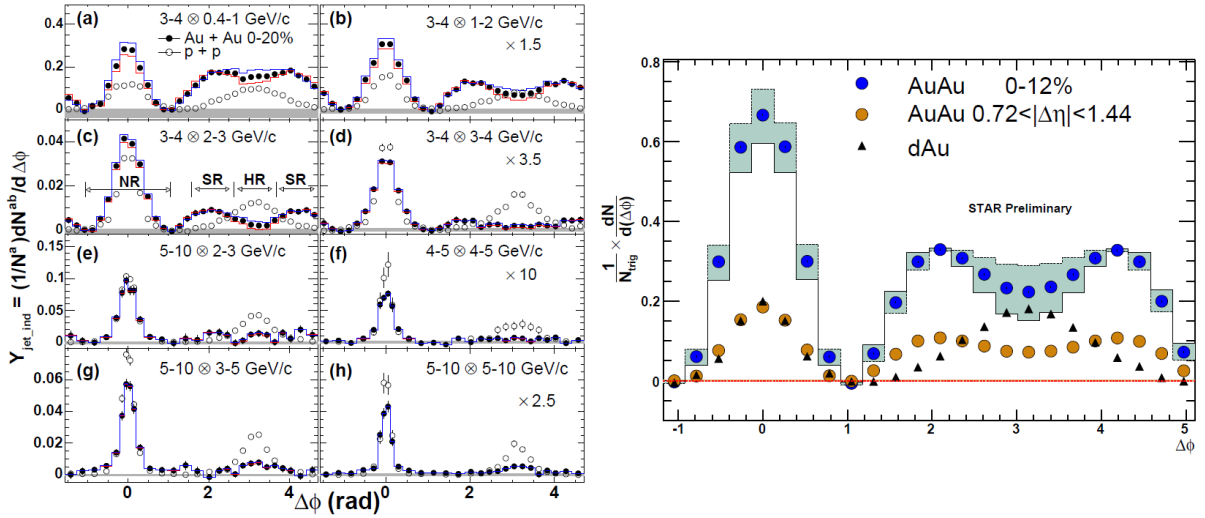 (a) 3-4 ⊗ 0.4-1 GeV/c
Au + Au 0-20%
p + p
(b) 3-4 ⊗ 1-2 GeV/c
× 1.5
(c) 3-4 ⊗ 2-3 GeV/c
NR SR HR SR
(d) 3-4 ⊗ 3-4 GeV/c
× 3.5
(e) 5-10 ⊗ 2-3 GeV/c
(f) 4-5 ⊗ 4-5 GeV/c
× 10
(g) 5-10 ⊗ 3-5 GeV/c
(h) 5-10 ⊗ 5-10 GeV/c
× 2.5
Y_jet_ind = (1/N^a)dN^ab/d Δϕ
0.4
0.2
0.0
0.04
0.02
0
0.15
0.10
0.05
0.00
0.06
0.04
0.02
0.00
0 2 4 0 2 4
Δϕ (rad)
0.8
0.6
0.4
0.2
0
AuAu 0-12%
AuAu 0.72<|Δη|<1.44
dAu
STAR Preliminary
1/N_trig × dN/d(Δϕ)
-1 0 1 2 3 4 5
Δϕ